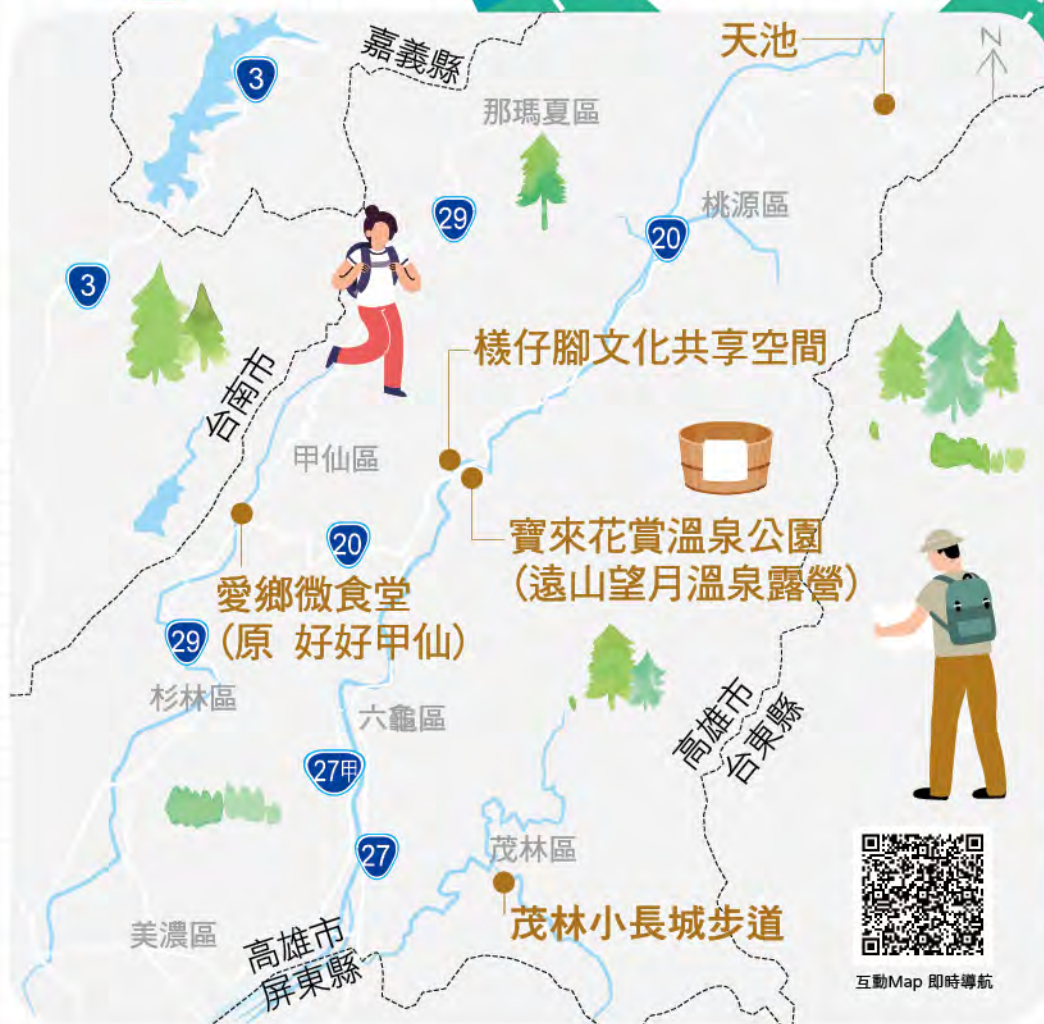 天池
N
嘉義縣
3
那瑪夏區
桃源區
29
20
3
樣仔腳文化共享空間
台南市
甲仙區
20
寶來花賞溫泉公園
(遠山望月溫泉露營)
愛鄉微食堂
(原 好好甲仙)
29
杉林區
六龜區
高雄市
台東縣
27甲
27
茂林區
茂林小長城步道
美濃區
高雄市
屏東縣
互動Map 即時導航